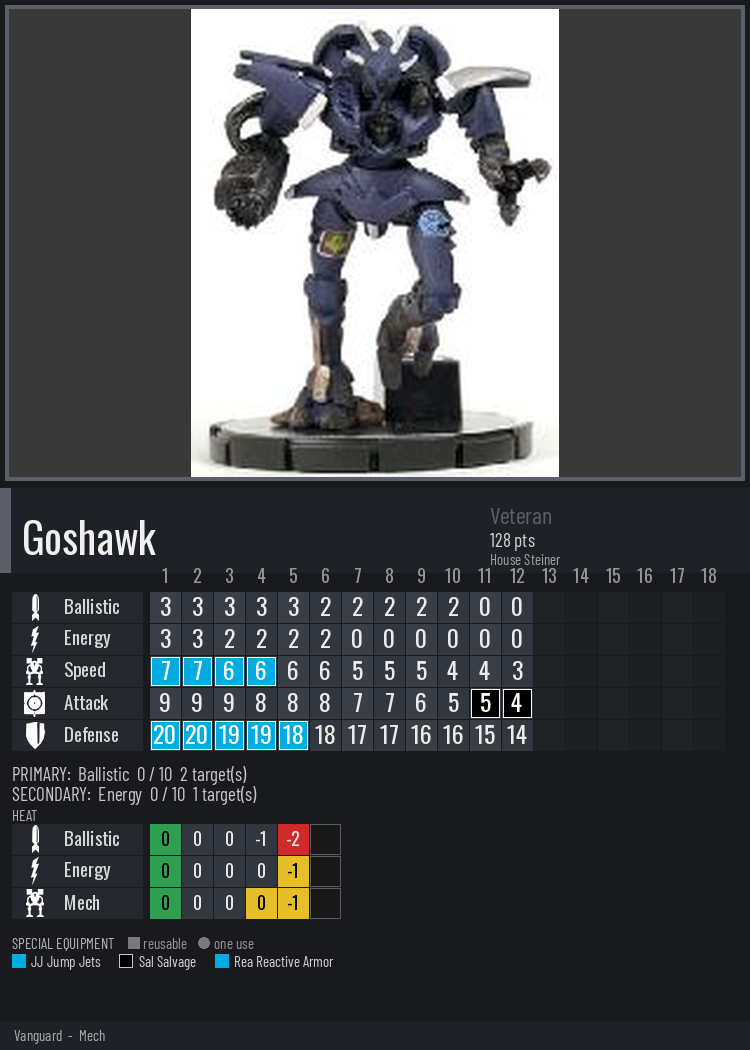 Goshawk
Veteran
128 pts
House Steiner
1 2 3 4 5 6 7 8 9 10 11 12 13 14 15 16 17 18
Ballistic 3 3 3 3 3 2 2 2 2 2 0 0
Energy 3 3 2 2 2 2 0 0 0 0 0 0
Speed 7 7 6 6 6 6 5 5 5 4 4 3
Attack 9 9 9 8 8 8 7 7 6 5 5 4
Defense 20 20 19 19 18 18 17 17 16 16 15 14
PRIMARY: Ballistic 0 / 10 2 target(s)
SECONDARY: Energy 0 / 10 1 target(s)
HEAT
Ballistic 0 0 0 -1 -2
Energy 0 0 0 0 -1
Mech 0 0 0 0 -1
SPECIAL EQUIPMENT reusable one use
JJ Jump Jets Sal Salvage Rea Reactive Armor
Vanguard - Mech